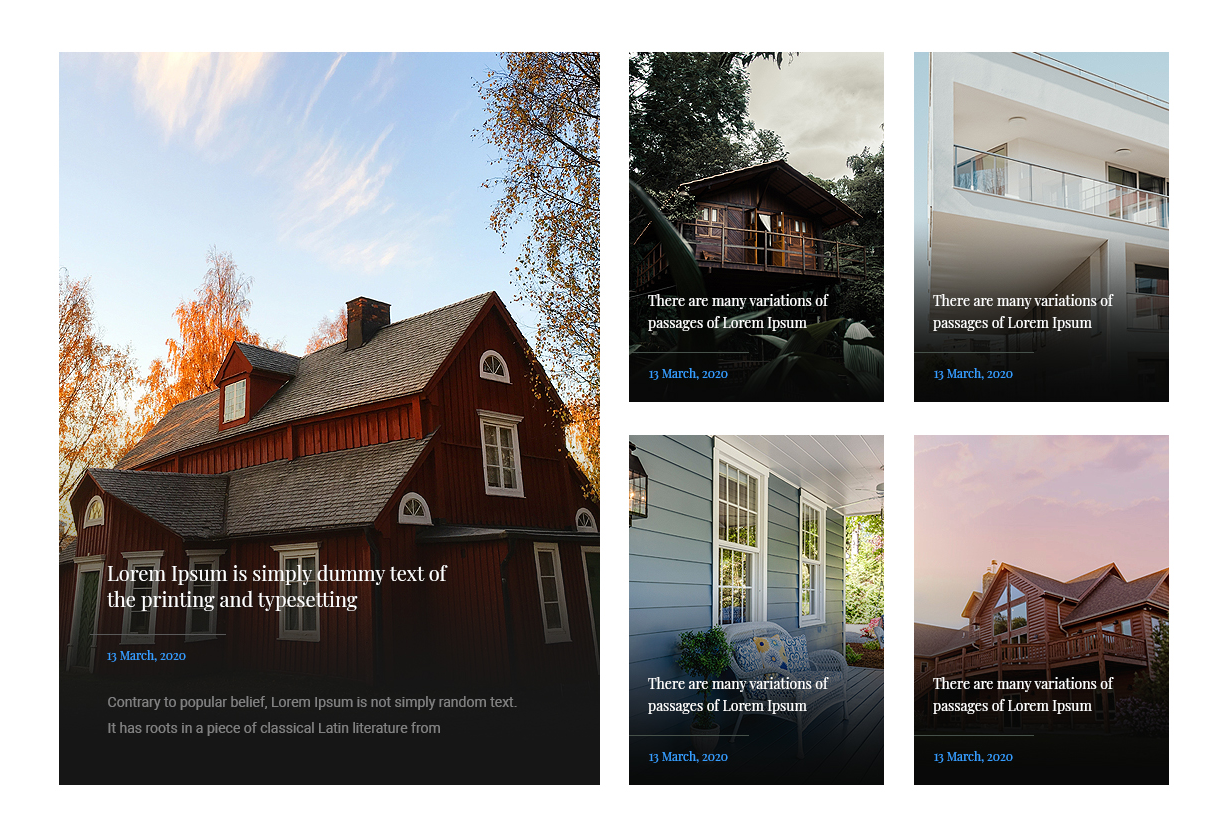 Lorem Ipsum is simply dummy text of
the printing and typesetting
13 March, 2020
Contrary to popular belief, Lorem Ipsum is not simply random text.
It has roots in a piece of classical Latin literature from
There are many variations of
passages of Lorem Ipsum
13 March, 2020
There are many variations of
passages of Lorem Ipsum
13 March, 2020
There are many variations of
passages of Lorem Ipsum
13 March, 2020
There are many variations of
passages of Lorem Ipsum
13 March, 2020